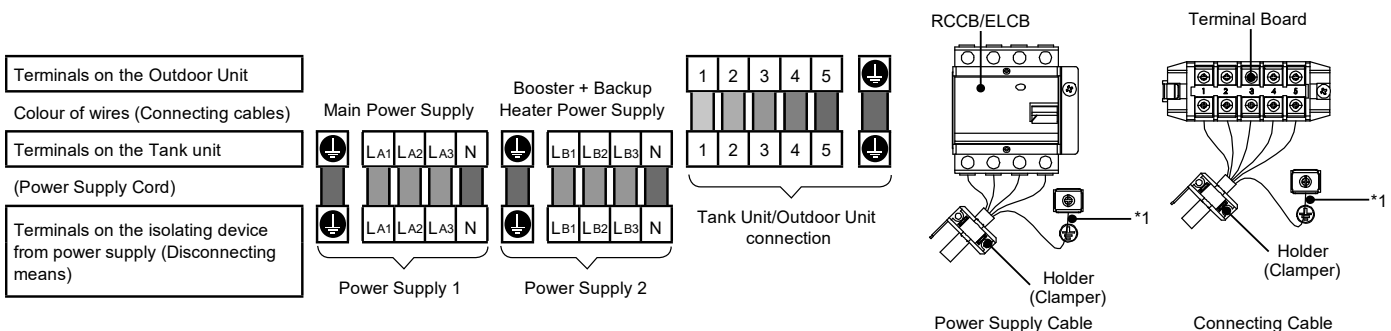 Terminals on the Outdoor Unit
Colour of wires (Connecting cables)
Terminals on the Tank unit
(Power Supply Cord)
Terminals on the isolating device
from power supply (Disconnecting
means)
Main Power Supply
LA1 LA2 LA3 N
LA1 LA2 LA3 N
Power Supply 1
Booster + Backup
Heater Power Supply
LB1 LB2 LB3 N
LB1 LB2 LB3 N
Power Supply 2
1 2 3 4 5
1 2 3 4 5
Tank Unit/Outdoor Unit
connection
RCCB/ELCB
*1
Holder
(Clamper)
Power Supply Cable
Terminal Board
1 2 3 4 5
*1
Holder
(Clamper)
Connecting Cable